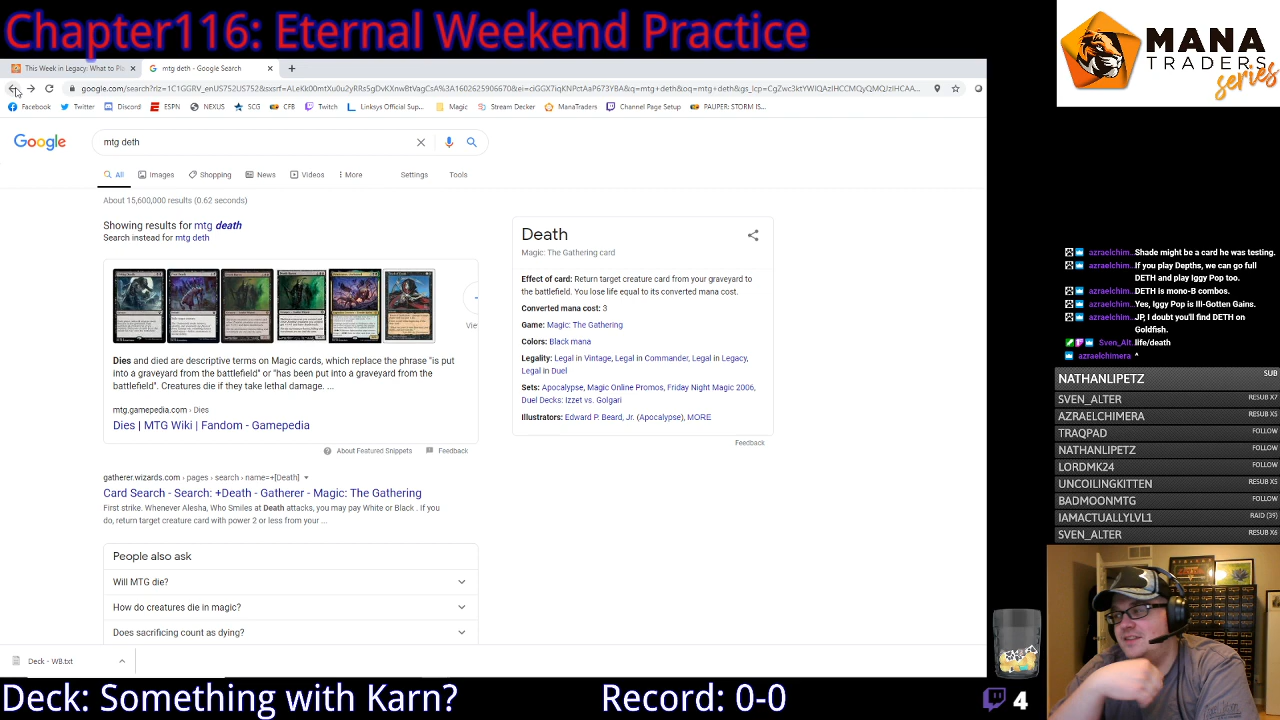 Chapter116: Eternal Weekend Practice
MANA
TRADERS
series
This Week in Legacy: What to Pl
mtg deth - Google Search
Facebook
Twitter
Discord
ESPN
NEXUS
SCG
CFB
Twitch
Linksys Official Sup...
Magic
Stream Decker
ManaTraders
Channel Page Setup
PAUPER: STORM IS...
Google
mtg deth
All
Images
Shopping
News
Videos
More
Settings
Tools
About 15,600,000 results (0.62 seconds)
Showing results for mtg death
Search instead for mtg deth
Dies and died are descriptive terms on Magic cards, which replace the phrase "is put
into a graveyard from the battlefield" or "has been put into a graveyard from the
battlefield". Creatures die if they take lethal damage. ...
mtg.gamepedia.com › Dies
Dies | MTG Wiki | Fandom - Gamepedia
About Featured Snippets
Feedback
gatherer.wizards.com › pages › search › name=+[Death]
Card Search - Search: +Death - Gatherer - Magic: The Gathering
First strike. Whenever Alesha, Who Smiles at Death attacks, you may pay White or Black . If you
do, return target creature card with power 2 or less from your ...
People also ask
Will MTG die?
How do creatures die in magic?
Does sacrificing count as dying?
Death
Magic: The Gathering card
Effect of card: Return target creature card from your graveyard to
the battlefield. You lose life equal to its converted mana cost.
Converted mana cost: 3
Game: Magic: The Gathering
Colors: Black mana
Legality: Legal in Vintage, Legal in Commander, Legal in Legacy,
Legal in Duel
Sets: Apocalypse, Magic Online Promos, Friday Night Magic 2006,
Duel Decks: Izzet vs. Golgari
Illustrators: Edward P. Beard, Jr. (Apocalypse), MORE
Feedback
Deck - WB.txt
azraelchim... Shade might be a card he was testing.
azraelchim... If you play Depths, we can go full
DETH and play Iggy Pop too.
azraelchim... DETH is mono-B combos.
azraelchim... Yes, Iggy Pop is Ill-Gotten Gains.
azraelchim... JP, I doubt you'll find DETH on
Goldfish.
Sven_Alt... life/death
azraelchimera ^
NATHANLIPETZ SUB
SVEN_ALTER RESUB X7
AZRAELCHIMERA RESUB X5
TRAQPAD FOLLOW
NATHANLIPETZ FOLLOW
LORDMK24 FOLLOW
UNCOILINGKITTEN RESUB X5
BADMOONMTG FOLLOW
IAMACTUALLYLVL1 RAID (39)
SVEN_ALTER RESUB X6
Deck: Something with Karn?
Record: 0-0
4